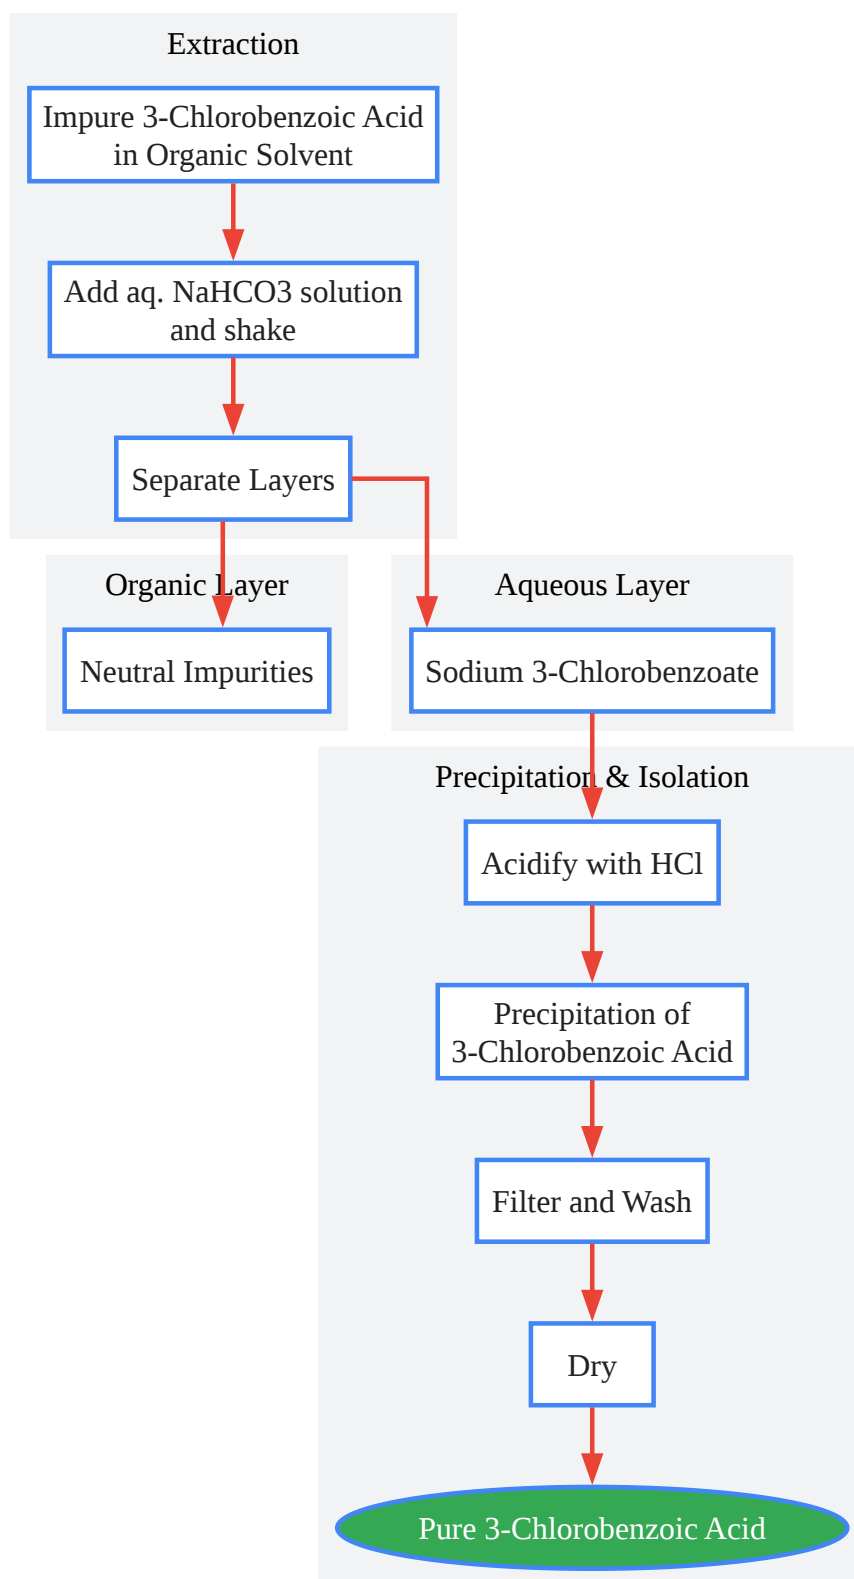 Extraction
Impure 3-Chlorobenzoic Acid
in Organic Solvent
Add aq. NaHCO3 solution
and shake
Separate Layers
Organic Layer
Neutral Impurities
Aqueous Layer
Sodium 3-Chlorobenzoate
Precipitation & Isolation
Acidify with HCl
Precipitation of
3-Chlorobenzoic Acid
Filter and Wash
Dry
Pure 3-Chlorobenzoic Acid